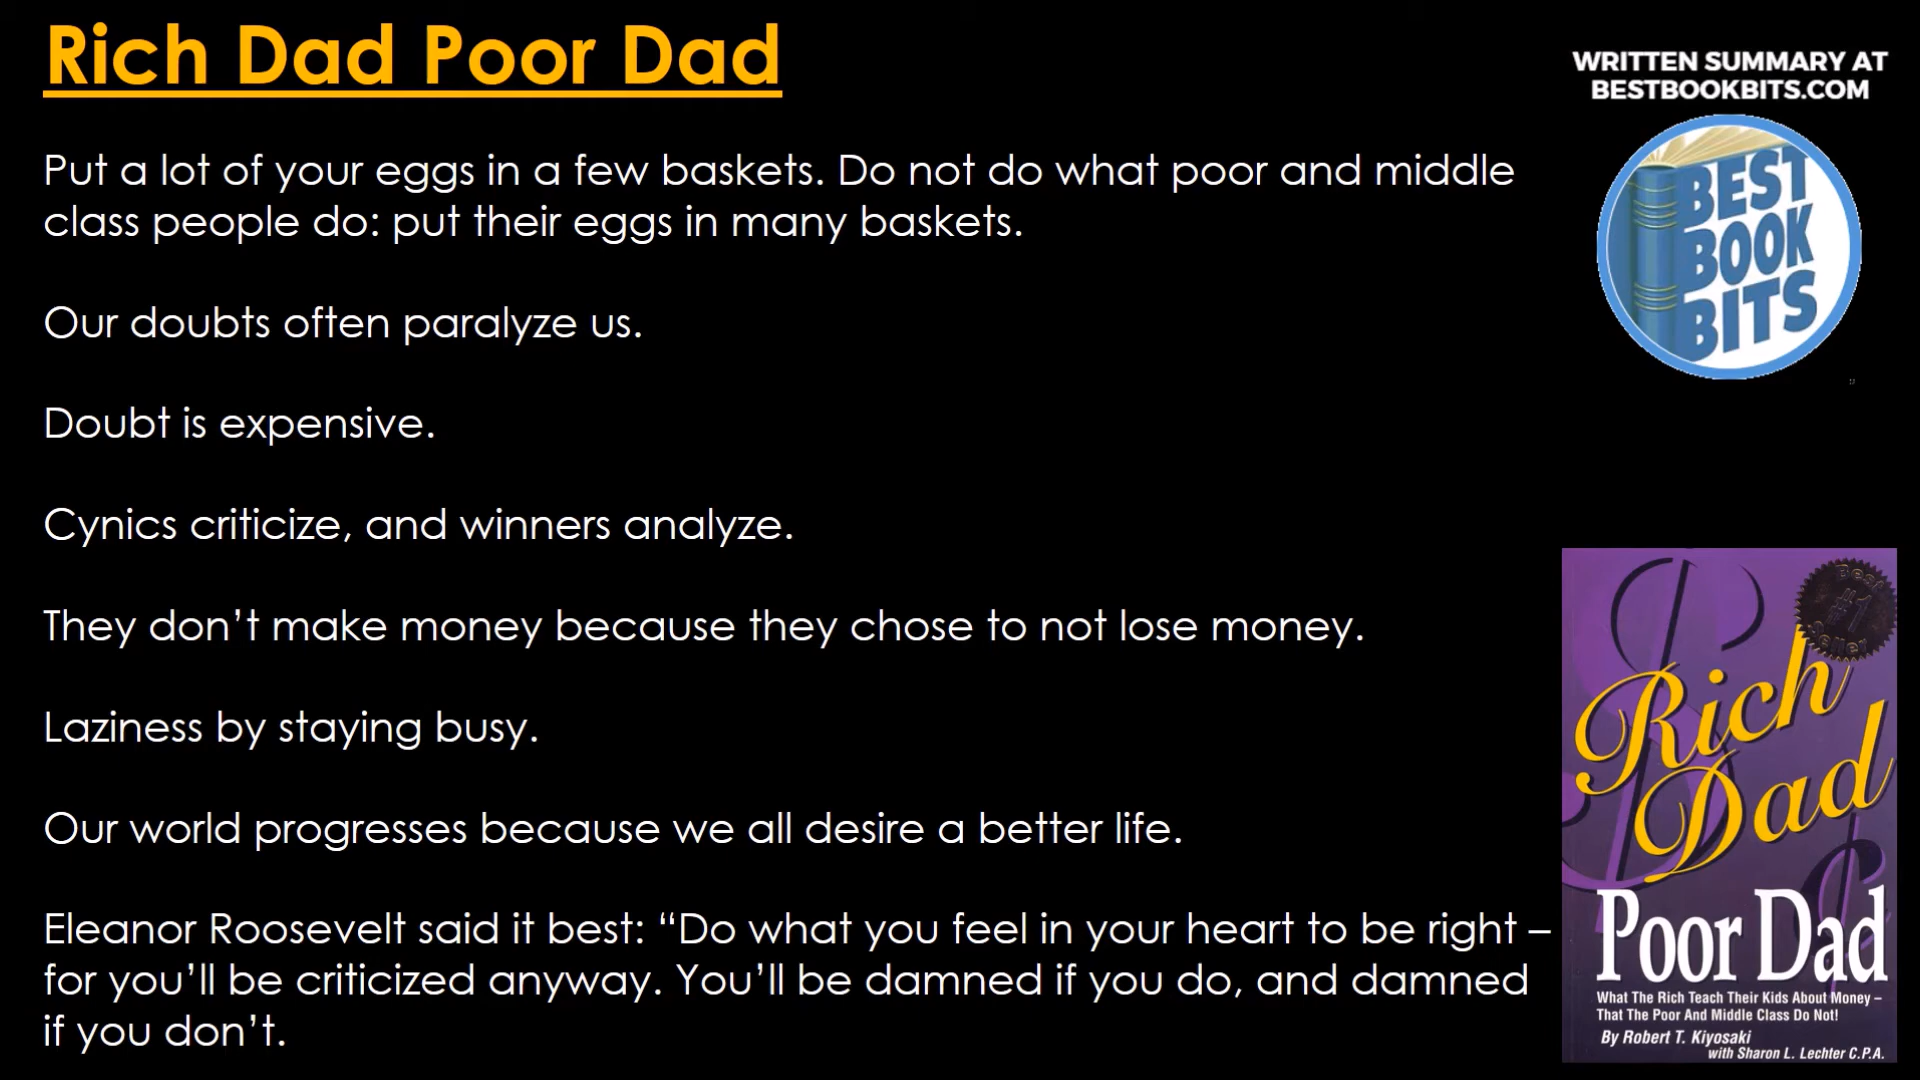 Rich Dad Poor Dad
WRITTEN SUMMARY AT
BESTBOOKBITS.COM
BEST
BOOK
BITS
Put a lot of your eggs in a few baskets. Do not do what poor and middle
class people do: put their eggs in many baskets.
Our doubts often paralyze us.
Doubt is expensive.
Cynics criticize, and winners analyze.
They don’t make money because they chose to not lose money.
Laziness by staying busy.
Our world progresses because we all desire a better life.
Eleanor Roosevelt said it best: “Do what you feel in your heart to be right –
for you’ll be criticized anyway. You’ll be damned if you do, and damned
if you don’t.
Best
#1
Seller
Rich
Dad
Poor Dad
What The Rich Teach Their Kids About Money –
That The Poor And Middle Class Do Not!
By Robert T. Kiyosaki
with Sharon L. Lechter C.P.A.